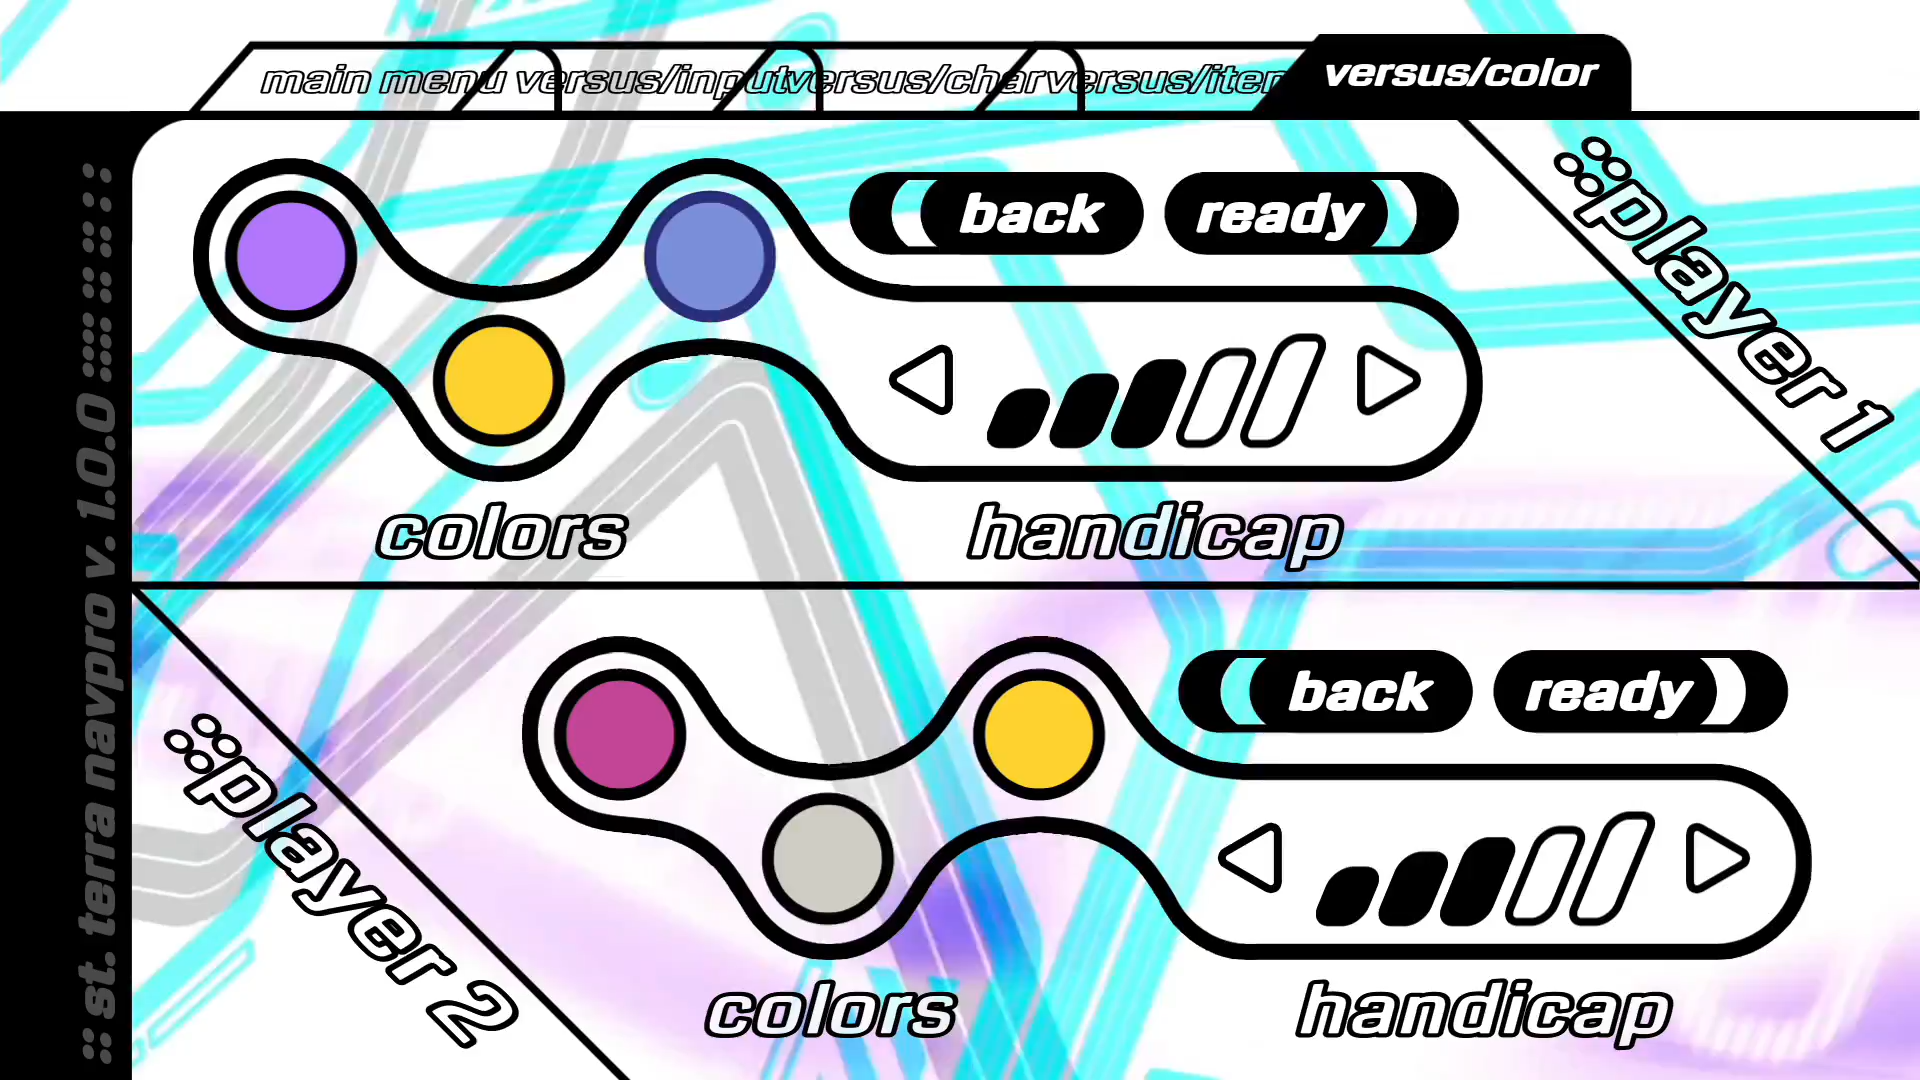 main menu versus/input versus/char versus/item versus/color
:: st. terra navpro v. 1.0.0
back ready
::player 1
colors handicap
back ready
::player 2
colors handicap